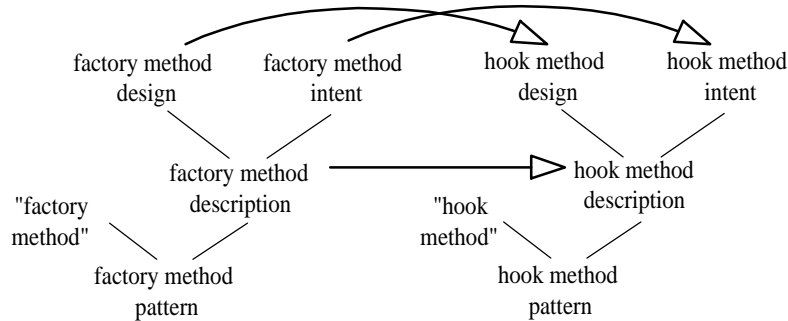 factory method
design
factory method
intent
hook method
design
hook method
intent
factory method
description
hook method
description
"factory
method"
"hook
method"
factory method
pattern
hook method
pattern